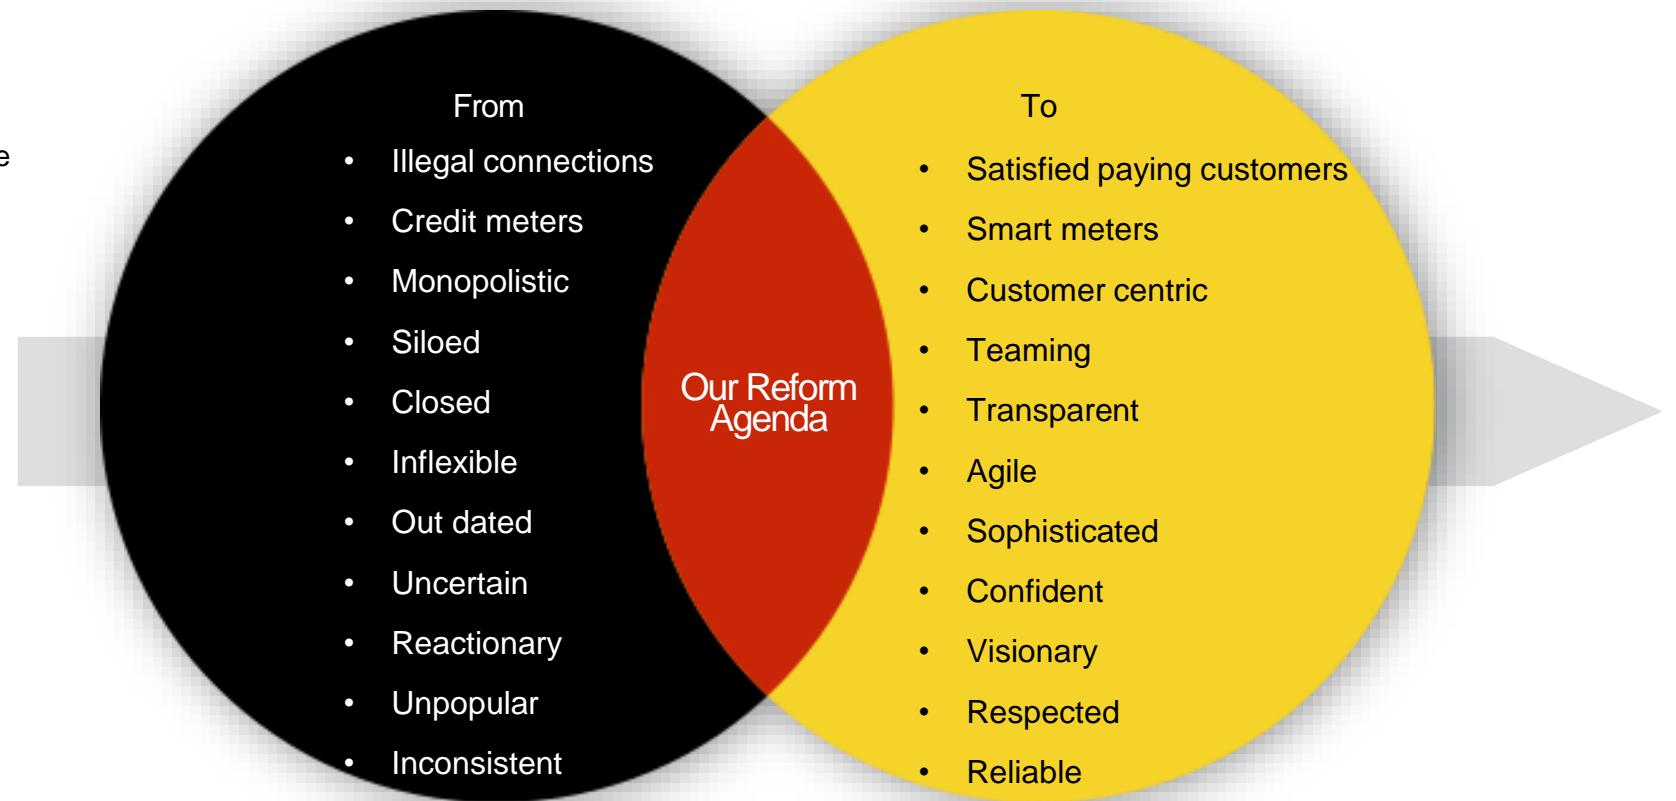 e
From
• Illegal connections
• Credit meters
• Monopolistic
• Siloed
• Closed
• Inflexible
• Out dated
• Uncertain
• Reactionary
• Unpopular
• Inconsistent
Our Reform
Agenda
To
• Satisfied paying customers
• Smart meters
• Customer centric
• Teaming
• Transparent
• Agile
• Sophisticated
• Confident
• Visionary
• Respected
• Reliable